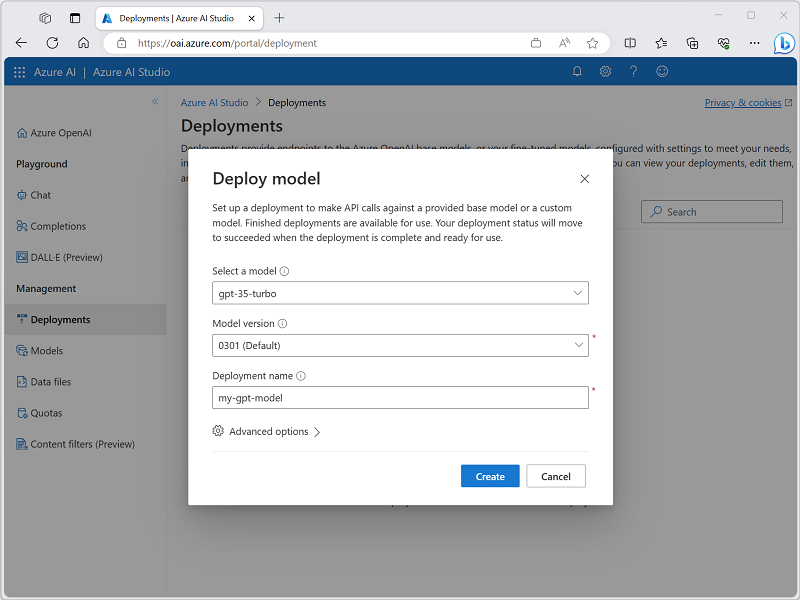 Deployments | Azure AI Studio
https://oai.azure.com/portal/deployment
Azure AI | Azure AI Studio
Azure AI Studio > Deployments
Privacy & cookies
Deployments
Deployments provide endpoints to the Azure OpenAI base models, or your fine-tuned models, configured with settings to meet your needs,
in
ou can view your deployments, edit them,
Search
Azure OpenAI
Playground
Chat
Completions
DALL·E (Preview)
Management
Deployments
Models
Data files
Quotas
Content filters (Preview)
Deploy model
Set up a deployment to make API calls against a provided base model or a custom
model. Finished deployments are available for use. Your deployment status will move
to succeeded when the deployment is complete and ready for use.
Select a model
gpt-35-turbo
Model version
0301 (Default)
*
Deployment name
my-gpt-model
*
Advanced options
Create
Cancel